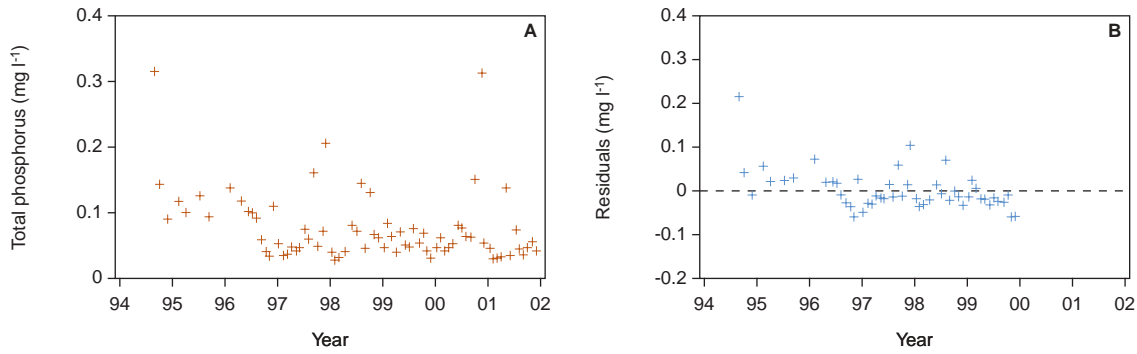 A
Total phosphorus (mg l-1)
0.4
0.3
0.2
0.1
0
94 95 96 97 98 99 00 01 02
Year
B
Residuals (mg l-1)
0.4
0.3
0.2
0.1
0
-0.1
-0.2
94 95 96 97 98 99 00 01 02
Year